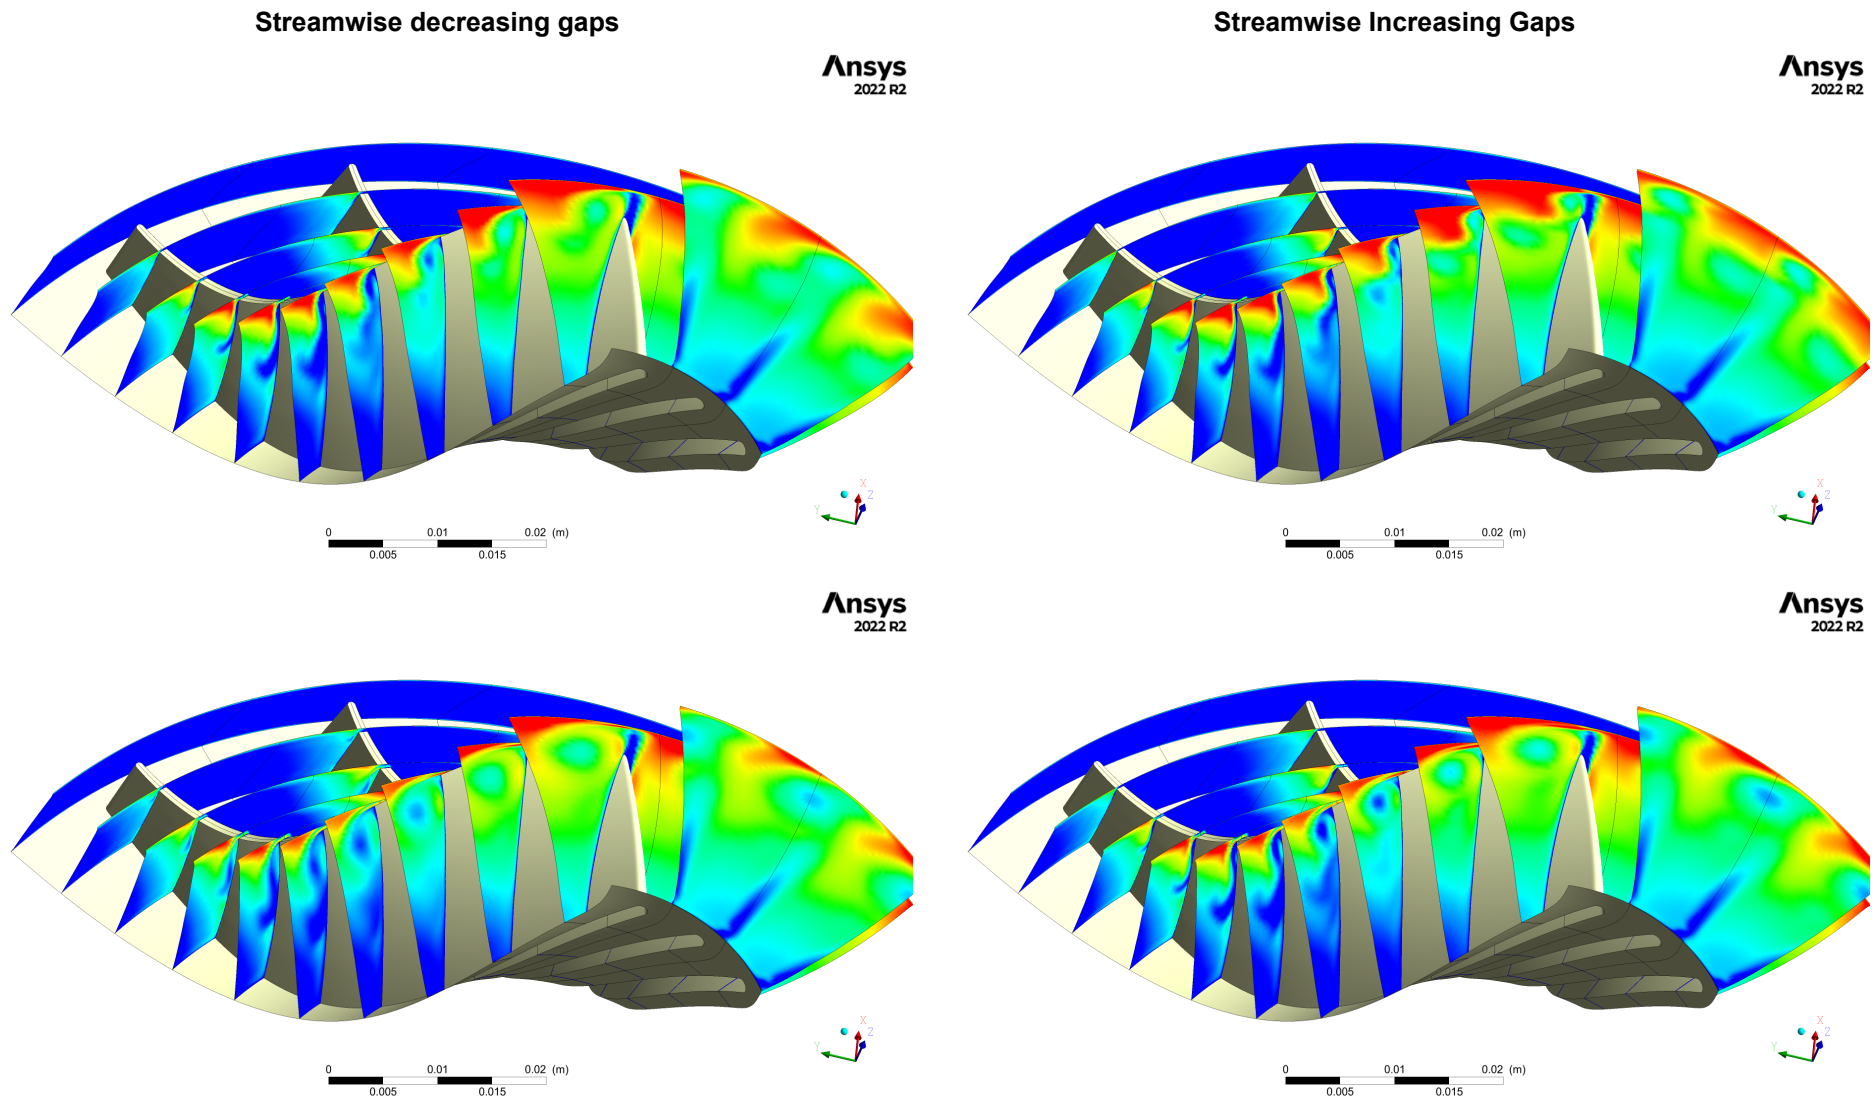 Streamwise decreasing gaps
Streamwise Increasing Gaps
Ansys
2022 R2
Ansys
2022 R2
X
Y
Z
X
Y
Z
0 0.01 0.02 (m)
0.005 0.015
0 0.01 0.02 (m)
0.005 0.015
Ansys
2022 R2
Ansys
2022 R2
X
Y
Z
X
Y
Z
0 0.01 0.02 (m)
0.005 0.015
0 0.01 0.02 (m)
0.005 0.015